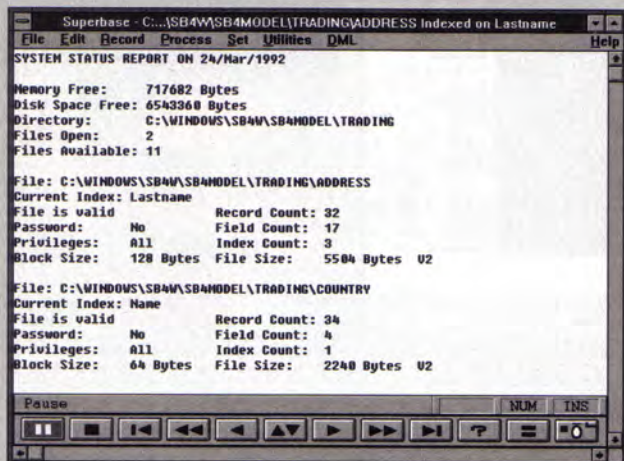 Superbase - C:...\SB4W\SB4MODEL\TRADING\ADDRESS Indexed on Lastname
File Edit Record Process Set Utilities DML Help
SYSTEM STATUS REPORT ON 24/Mar/1992
Memory Free: 717682 Bytes
Disk Space Free: 6543360 Bytes
Directory: C:\WINDOWS\SB4W\SB4MODEL\TRADING
Files Open: 2
Files Available: 11
File: C:\WINDOWS\SB4W\SB4MODEL\TRADING\ADDRESS
Current Index: Lastname
File is valid Record Count: 32
Password: No Field Count: 17
Privileges: All Index Count: 3
Block Size: 128 Bytes File Size: 5504 Bytes V2
File: C:\WINDOWS\SB4W\SB4MODEL\TRADING\COUNTRY
Current Index: Name
File is valid Record Count: 34
Password: No Field Count: 4
Privileges: All Index Count: 1
Block Size: 64 Bytes File Size: 2240 Bytes V2
Pause NUM INS
? =